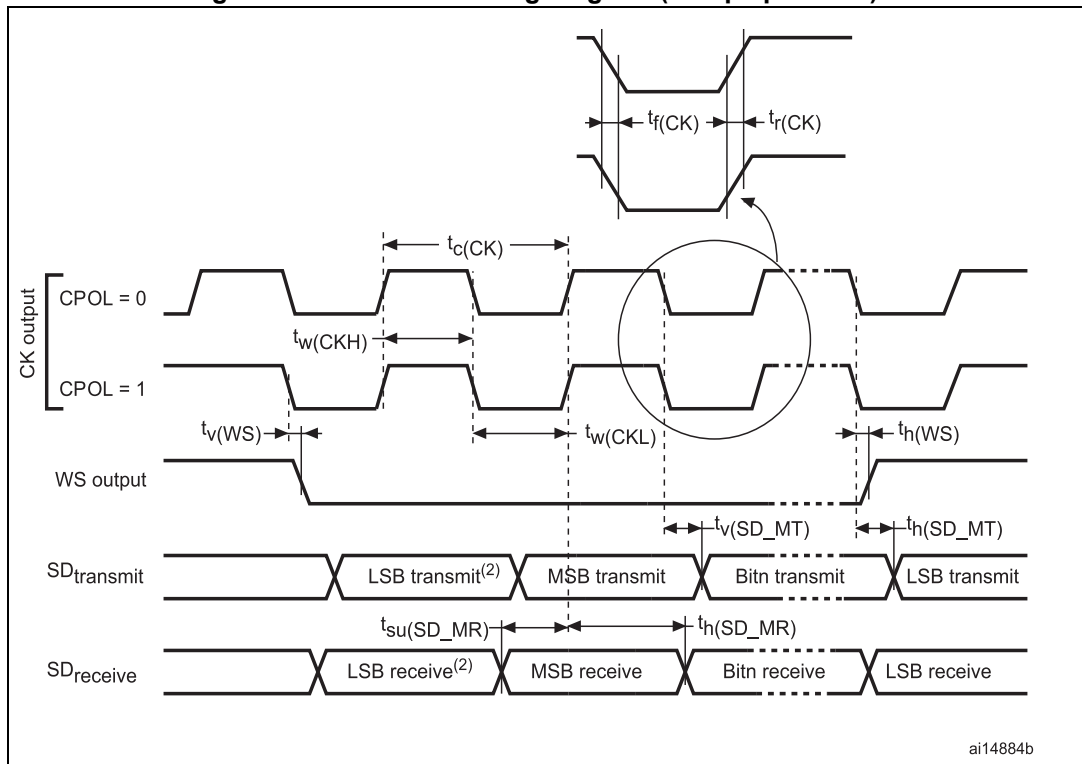 tf(CK)
tr(CK)
tc(CK)
CK output
CPOL = 0
tw(CKH)
CPOL = 1
tv(WS)
tw(CKL)
th(WS)
WS output
tv(SD_MT)
th(SD_MT)
SDtransmit
LSB transmit(2)
MSB transmit
Bitn transmit
LSB transmit
tsu(SD_MR)
th(SD_MR)
SDreceive
LSB receive(2)
MSB receive
Bitn receive
LSB receive
ai14884b